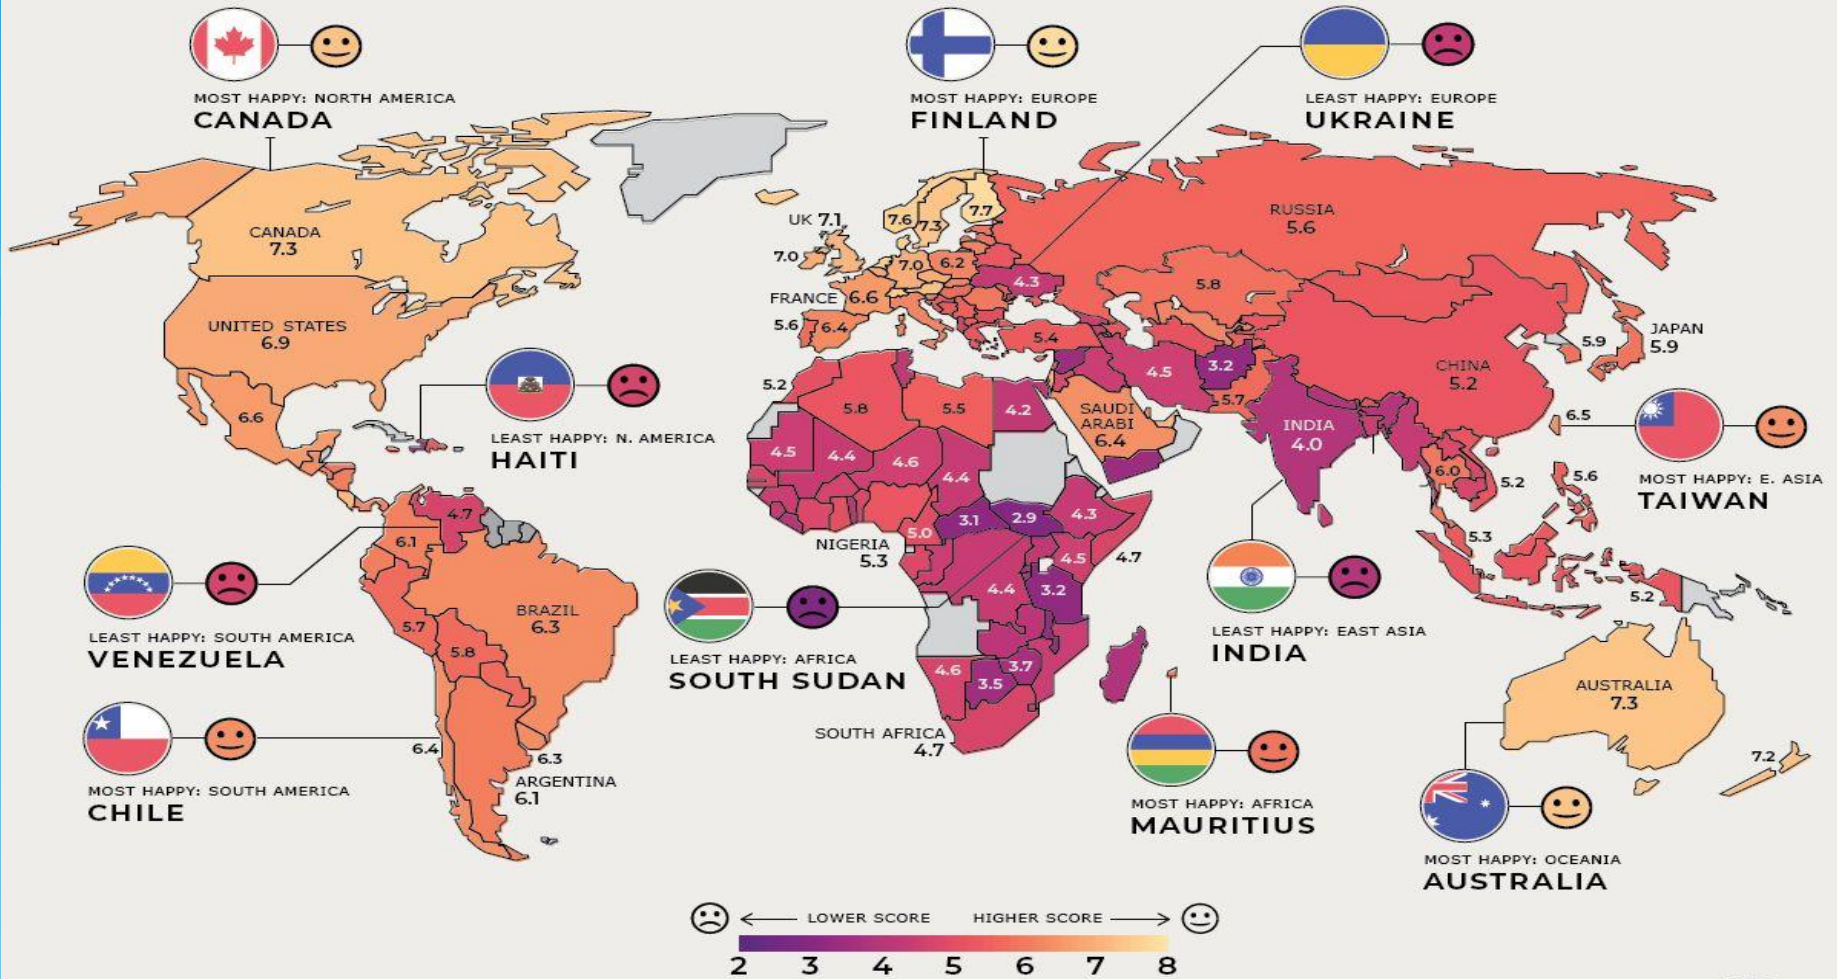 MOST HAPPY: NORTH AMERICA
CANADA
MOST HAPPY: EUROPE
FINLAND
LEAST HAPPY: EUROPE
UKRAINE
CANADA
7.3
UNITED STATES
6.9
6.6
LEAST HAPPY: N. AMERICA
HAITI
UK 7.1
7.0
7.6
7.3
7.7
7.0
6.2
4.3
FRANCE 6.6
5.6
6.4
RUSSIA
5.6
5.8
5.4
JAPAN
5.9
5.9
CHINA
5.2
3.2
4.5
5.7
5.2
5.8
5.5
4.2
SAUDI
ARABI
6.4
INDIA
4.0
6.5
MOST HAPPY: E. ASIA
TAIWAN
4.5
4.4
4.6
4.4
6.0
5.2
5.6
5.3
5.2
4.7
6.1
LEAST HAPPY: SOUTH AMERICA
VENEZUELA
BRAZIL
6.3
5.7
5.8
NIGERIA
5.3
5.0
3.1
2.9
4.3
4.5
4.7
4.4
3.2
LEAST HAPPY: AFRICA
SOUTH SUDAN
LEAST HAPPY: EAST ASIA
INDIA
4.6
3.5
3.7
SOUTH AFRICA
4.7
MOST HAPPY: SOUTH AMERICA
CHILE
6.4
6.3
ARGENTINA
6.1
MOST HAPPY: AFRICA
MAURITIUS
AUSTRALIA
7.3
7.2
MOST HAPPY: OCEANIA
AUSTRALIA
LOWER SCORE
HIGHER SCORE
2 3 4 5 6 7 8